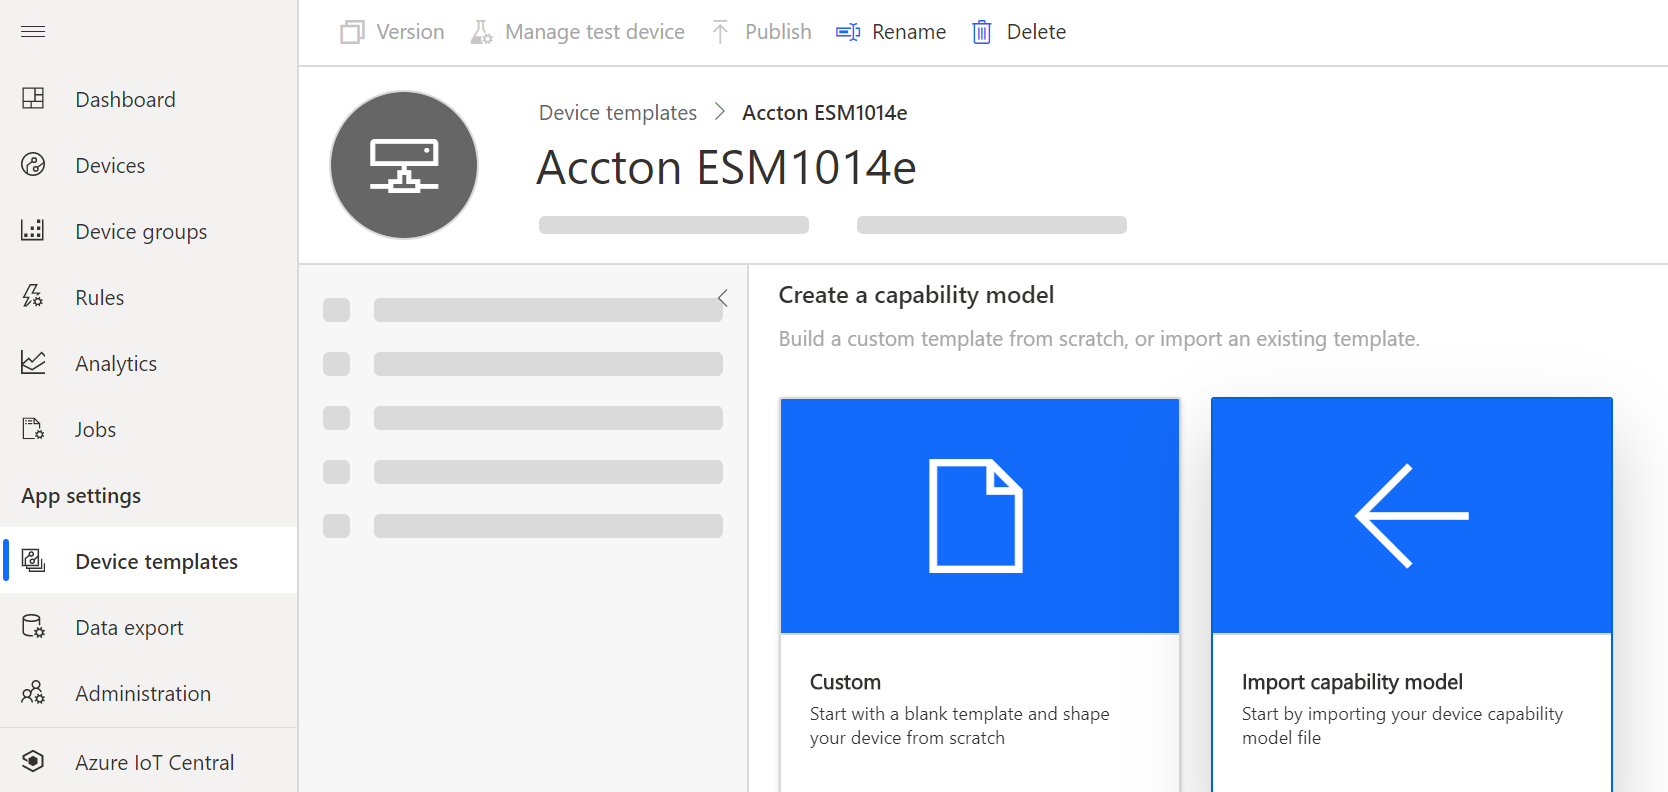 Version
Manage test device
Publish
Rename
Delete
Dashboard
Devices
Device groups
Rules
Analytics
Jobs
App settings
Device templates
Data export
Administration
Azure IoT Central
Device templates > Accton ESM1014e
Accton ESM1014e
Create a capability model
Build a custom template from scratch, or import an existing template.
Custom
Start with a blank template and shape
your device from scratch
Import capability model
Start by importing your device capability
model file